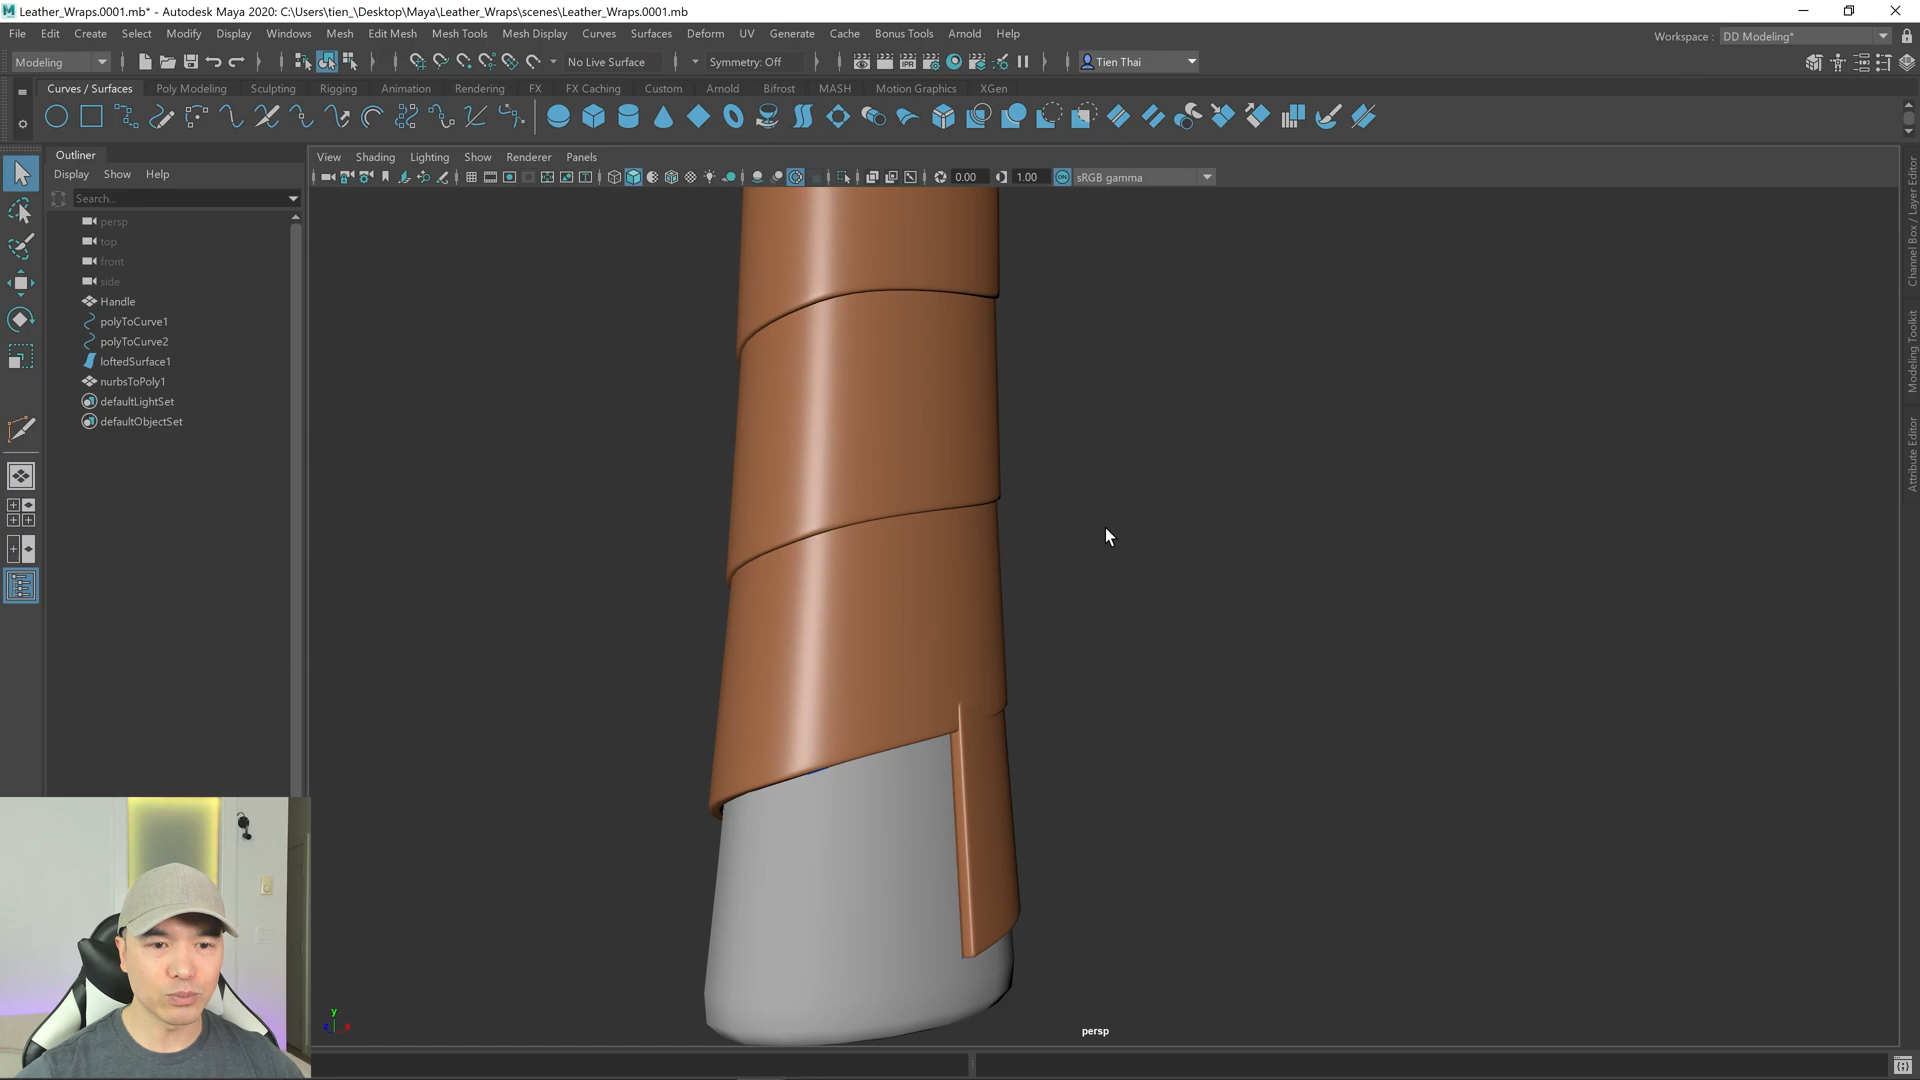 Leather_Wraps.0001.mb* - Autodesk Maya 2020: C:\Users\tien_\Desktop\Maya\Leather_Wraps\scenes\Leather_Wraps.0001.mb
File Edit Create Select Modify Display Windows Mesh Edit Mesh Mesh Tools Mesh Display Curves Surfaces Deform UV Generate Cache Bonus Tools Arnold Help
Workspace : DD Modeling*
Modeling No Live Surface Symmetry: Off Tien Thai
Curves / Surfaces Poly Modeling Sculpting Rigging Animation Rendering FX FX Caching Custom Arnold Bifrost MASH Motion Graphics XGen
Outliner
Display Show Help
Search...
persp
top
front
side
Handle
polyToCurve1
polyToCurve2
loftedSurface1
nurbsToPoly1
defaultLightSet
defaultObjectSet
View Shading Lighting Show Renderer Panels
0.00 1.00 sRGB gamma
IPR
y
z x
persp
Channel Box / Layer Editor
Modeling Toolkit
Attribute Editor